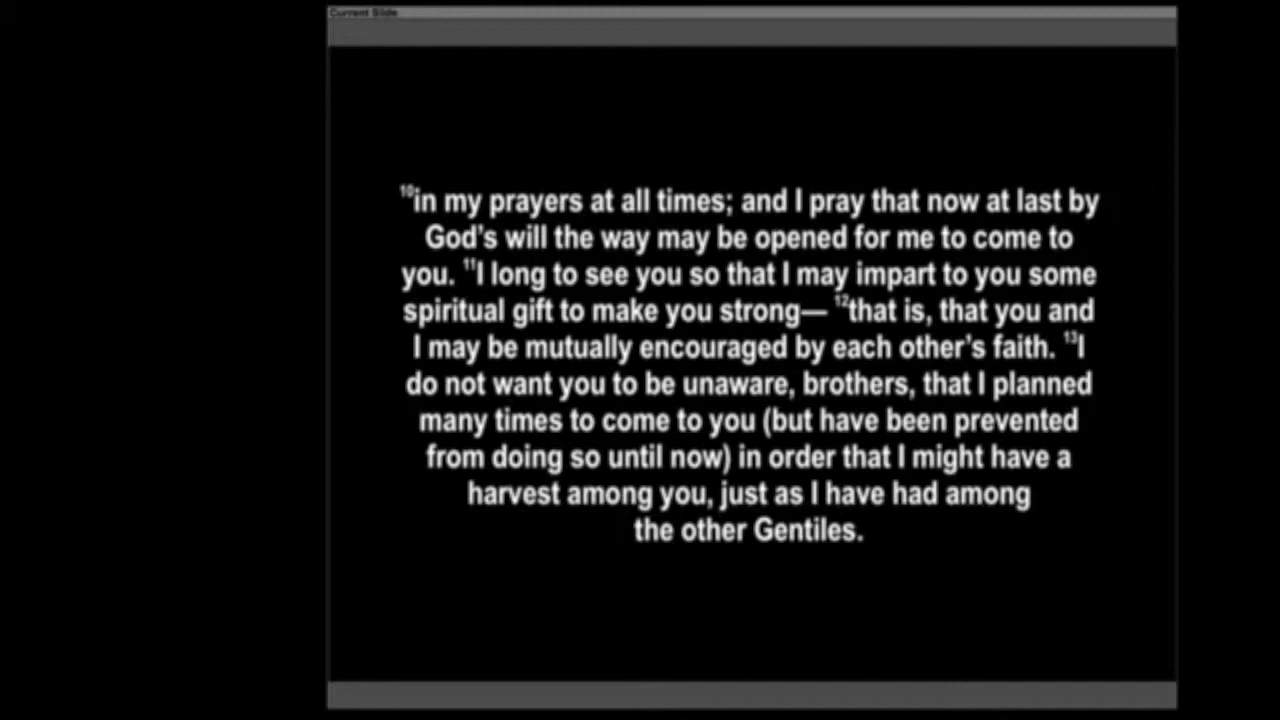 Current Slide
¹⁰in my prayers at all times; and I pray that now at last by
God's will the way may be opened for me to come to
you. ¹¹I long to see you so that I may impart to you some
spiritual gift to make you strong— ¹²that is, that you and
I may be mutually encouraged by each other's faith. ¹³I
do not want you to be unaware, brothers, that I planned
many times to come to you (but have been prevented
from doing so until now) in order that I might have a
harvest among you, just as I have had among
the other Gentiles.